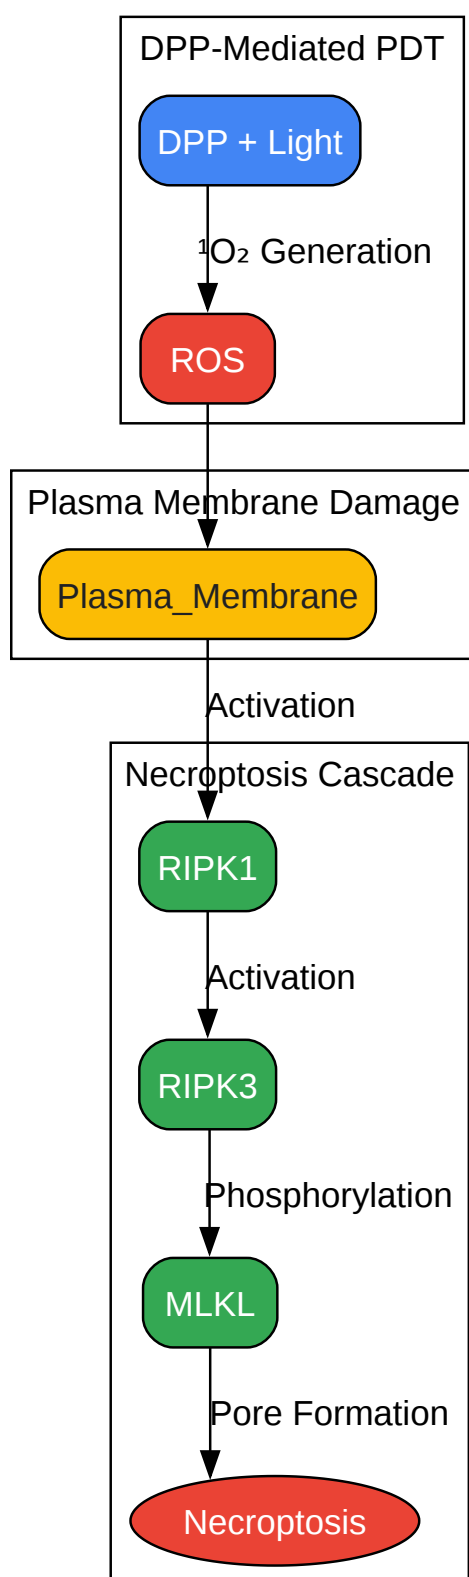 DPP-Mediated PDT
DPP + Light
¹O₂ Generation
ROS
Plasma Membrane Damage
Plasma_Membrane
Activation
Necroptosis Cascade
RIPK1
Activation
RIPK3
Phosphorylation
MLKL
Pore Formation
Necroptosis